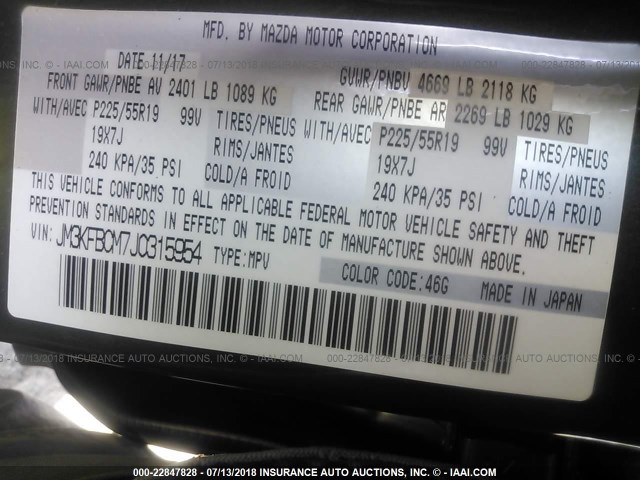 MFD. BY MAZDA MOTOR CORPORATION
DATE 11/17
GVWR/PNBV 4669 LB 2118 KG
FRONT GAWR/PNBE AV 2401 LB 1089 KG
REAR GAWR/PNBE AR 2269 LB 1029 KG
WITH/AVEC P225/55R19 99V TIRES/PNEUS
19X7J RIMS/JANTES
240 KPA/35 PSI COLD/A FROID
WITH/AVEC P225/55R19 99V TIRES/PNEUS
19X7J RIMS/JANTES
240 KPA/35 PSI COLD/A FROID
THIS VEHICLE CONFORMS TO ALL APPLICABLE FEDERAL MOTOR VEHICLE SAFETY AND THEFT
PREVENTION STANDARDS IN EFFECT ON THE DATE OF MANUFACTURE SHOWN ABOVE.
VIN: JM3KFBCM7J0315954 TYPE:MPV
COLOR CODE:46G MADE IN JAPAN
000-22847828 - 07/13/2018 INSURANCE AUTO AUCTIONS, INC. © - IAAI.COM